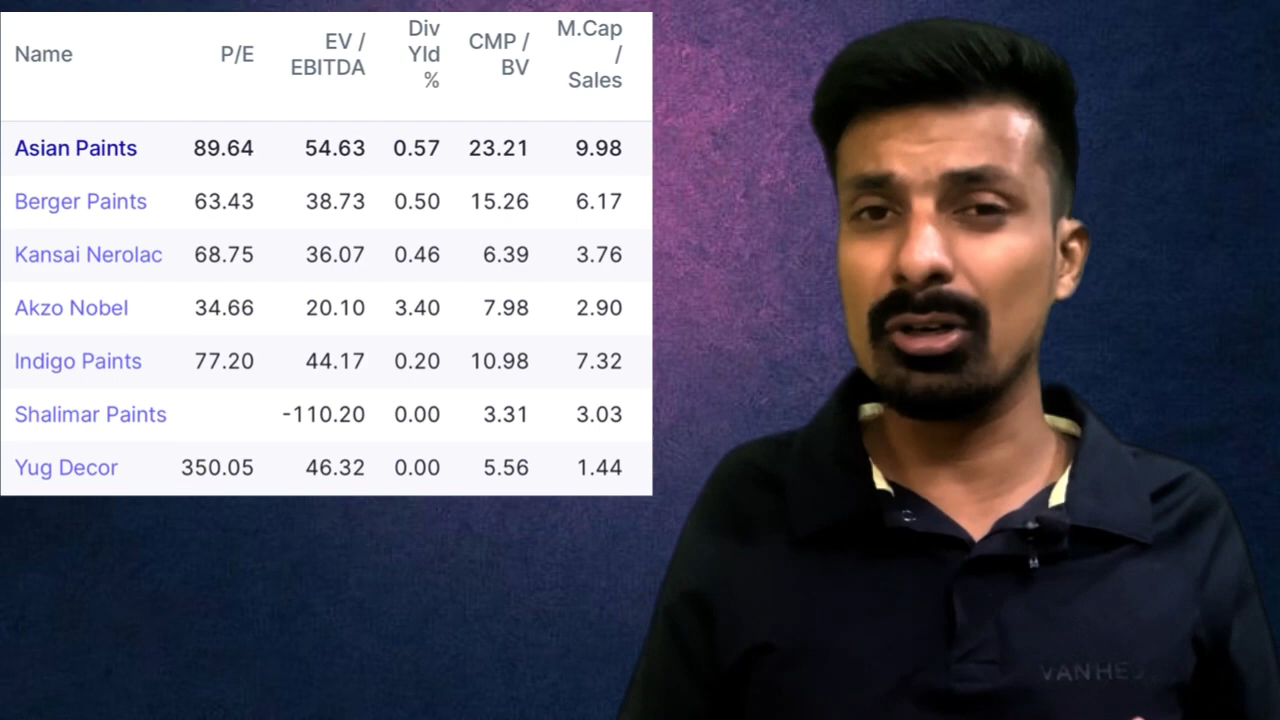 Name P/E EV / EBITDA Div Yld % CMP / BV M.Cap / Sales
Asian Paints 89.64 54.63 0.57 23.21 9.98
Berger Paints 63.43 38.73 0.50 15.26 6.17
Kansai Nerolac 68.75 36.07 0.46 6.39 3.76
Akzo Nobel 34.66 20.10 3.40 7.98 2.90
Indigo Paints 77.20 44.17 0.20 10.98 7.32
Shalimar Paints -110.20 0.00 3.31 3.03
Yug Decor 350.05 46.32 0.00 5.56 1.44